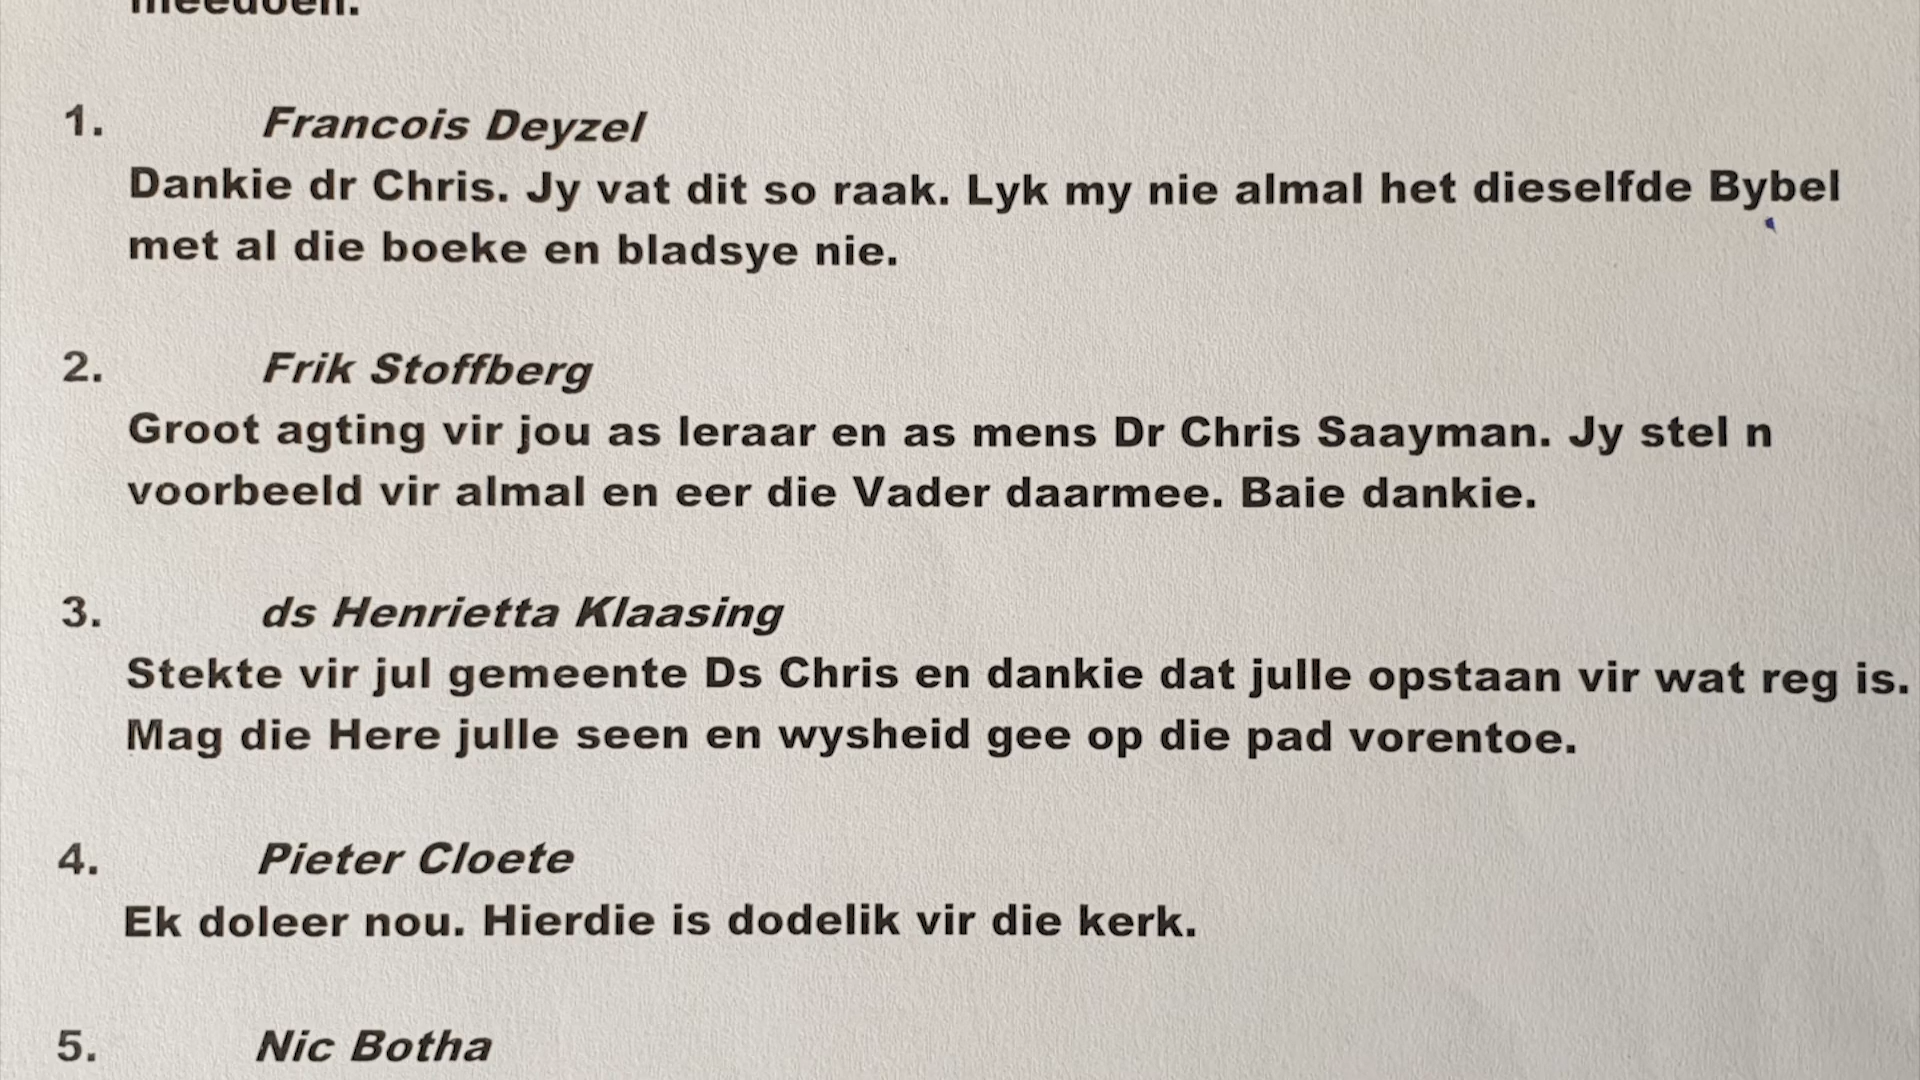 meedoen.
1. Francois Deyzel
Dankie dr Chris. Jy vat dit so raak. Lyk my nie almal het dieselfde Bybel
met al die boeke en bladsye nie.
2. Frik Stoffberg
Groot agting vir jou as leraar en as mens Dr Chris Saayman. Jy stel n
voorbeeld vir almal en eer die Vader daarmee. Baie dankie.
3. ds Henrietta Klaasing
Stekte vir jul gemeente Ds Chris en dankie dat julle opstaan vir wat reg is.
Mag die Here julle seen en wysheid gee op die pad vorentoe.
4. Pieter Cloete
Ek doleer nou. Hierdie is dodelik vir die kerk.
5. Nic Botha